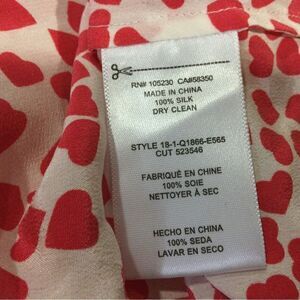 RN# 105230 CA#58350
MADE IN CHINA
100% SILK
DRY CLEAN
STYLE 18-1-Q1866-E565
CUT 523546
FABRIQUÉ EN CHINE
100% SOIE
NETTOYER À SEC
HECHO EN CHINA
100% SEDA
LAVAR EN SECO